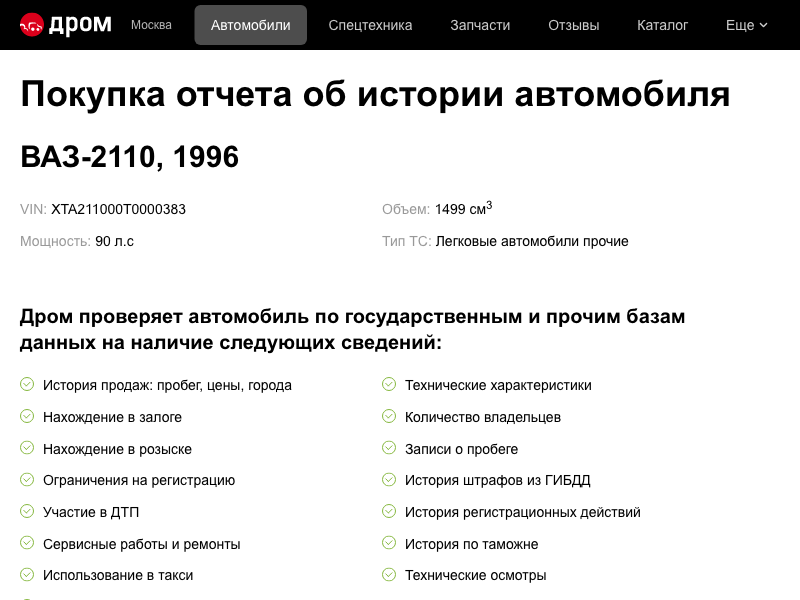 дром Москва Автомобили Спецтехника Запчасти Отзывы Каталог Еще
Покупка отчета об истории автомобиля
ВАЗ-2110, 1996
VIN: XTA211000T0000383 Объем: 1499 см³
Мощность: 90 л.с Тип ТС: Легковые автомобили прочие
Дром проверяет автомобиль по государственным и прочим базам
данных на наличие следующих сведений:
История продаж: пробег, цены, города Технические характеристики
Нахождение в залоге Количество владельцев
Нахождение в розыске Записи о пробеге
Ограничения на регистрацию История штрафов из ГИБДД
Участие в ДТП История регистрационных действий
Сервисные работы и ремонты История по таможне
Использование в такси Технические осмотры